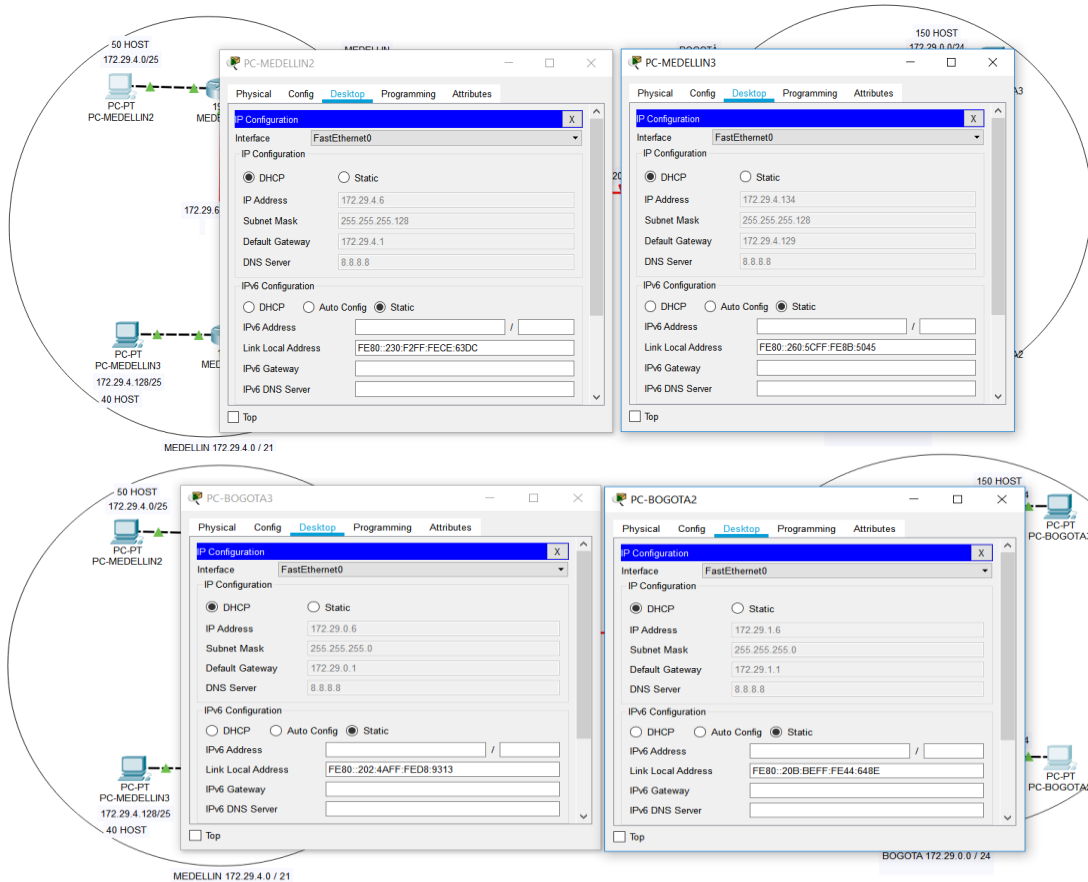 50 HOST
172.29.4.0/25
PC-PT
PC-MEDELLIN2
172.29.6
PC-PT
PC-MEDELLIN3
172.29.4.128/25
40 HOST
MEDELLIN 172.29.4.0 / 21
MEDELLIN
PC-MEDELLIN2
Physical Config Desktop Programming Attributes
IP Configuration X
Interface FastEthernet0
IP Configuration
DHCP Static
IP Address 172.29.4.6
Subnet Mask 255.255.255.128
Default Gateway 172.29.4.1
DNS Server 8.8.8.8
IPv6 Configuration
DHCP Auto Config Static
IPv6 Address /
Link Local Address FE80::230:F2FF:FECE:63DC
IPv6 Gateway
IPv6 DNS Server
Top
BOGOTÁ
20
150 HOST
172.29.0.0/24
A3
A2
PC-MEDELLIN3
Physical Config Desktop Programming Attributes
IP Configuration X
Interface FastEthernet0
IP Configuration
DHCP Static
IP Address 172.29.4.134
Subnet Mask 255.255.255.128
Default Gateway 172.29.4.129
DNS Server 8.8.8.8
IPv6 Configuration
DHCP Auto Config Static
IPv6 Address /
Link Local Address FE80::260:5CFF:FE8B:5045
IPv6 Gateway
IPv6 DNS Server
Top
50 HOST
172.29.4.0/25
PC-PT
PC-MEDELLIN2
PC-PT
PC-MEDELLIN3
172.29.4.128/25
40 HOST
MEDELLIN 172.29.4.0 / 21
PC-BOGOTA3
Physical Config Desktop Programming Attributes
IP Configuration X
Interface FastEthernet0
IP Configuration
DHCP Static
IP Address 172.29.0.6
Subnet Mask 255.255.255.0
Default Gateway 172.29.0.1
DNS Server 8.8.8.8
IPv6 Configuration
DHCP Auto Config Static
IPv6 Address /
Link Local Address FE80::202:4AFF:FED8:9313
IPv6 Gateway
IPv6 DNS Server
Top
PC-BOGOTA2
Physical Config Desktop Programming Attributes
IP Configuration X
Interface FastEthernet0
IP Configuration
DHCP Static
IP Address 172.29.1.6
Subnet Mask 255.255.255.0
Default Gateway 172.29.1.1
DNS Server 8.8.8.8
IPv6 Configuration
DHCP Auto Config Static
IPv6 Address /
Link Local Address FE80::20B:BEFF:FE44:648E
IPv6 Gateway
IPv6 DNS Server
Top
150 HOST
PC-PT
PC-BOGOTA3
PC-PT
PC-BOGOTA2
BOGOTA 172.29.0.0 / 24